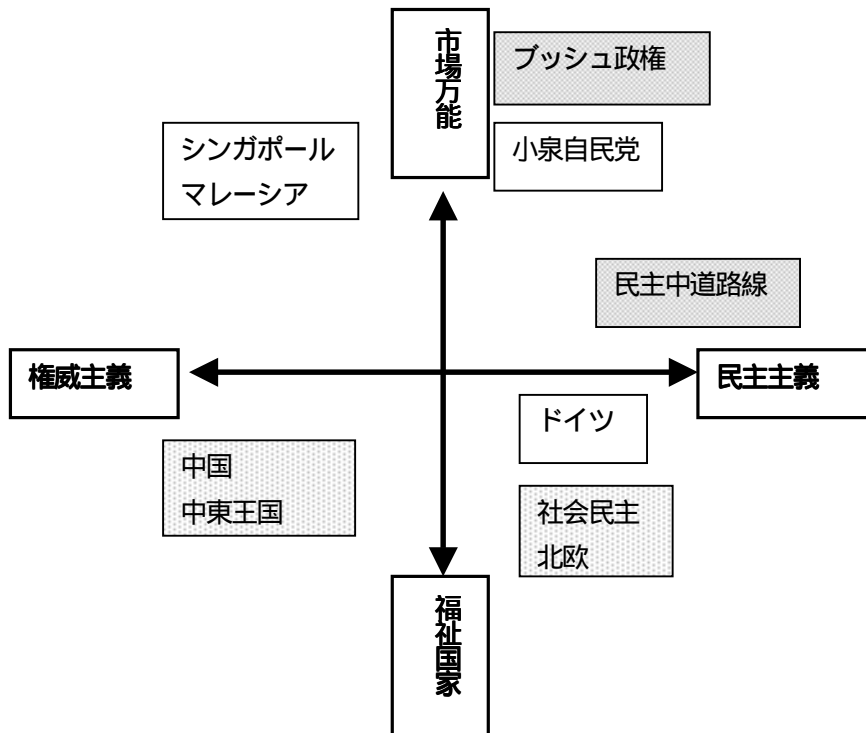 市場万能
ブッシュ政権
シンガポール
マレーシア
小泉自民党
民主中道路線
権威主義
民主主義
ドイツ
中国
中東王国
社会民主
北欧
福祉国家